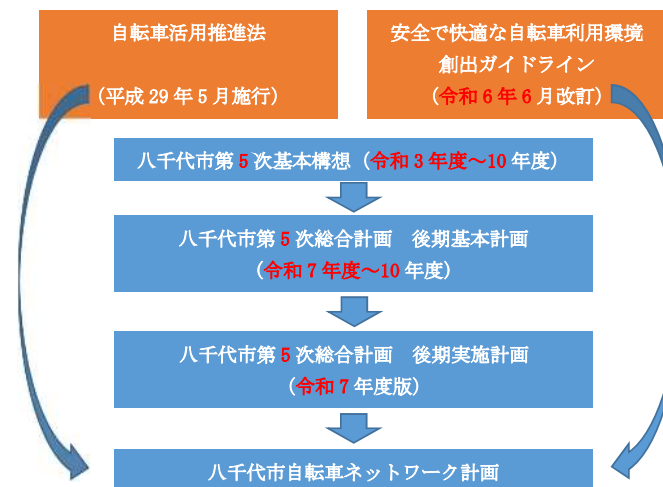 自転車活用推進法
(平成 29 年 5 月施行)
安全で快適な自転車利用環境
創出ガイドライン
(令和 6 年 6 月改訂)
八千代市第 5 次基本構想 (令和 3 年度～10 年度)
八千代市第 5 次総合計画　後期基本計画
(令和 7 年度～10 年度)
八千代市第 5 次総合計画　後期実施計画
(令和 7 年度版)
八千代市自転車ネットワーク計画